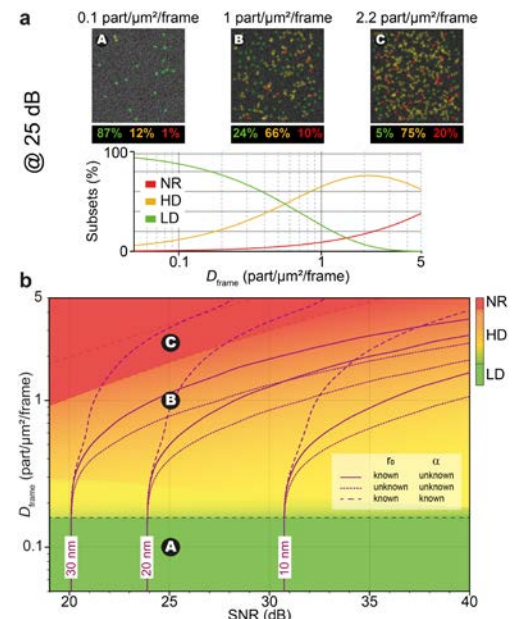 a
0.1 part/µm²/frame 1 part/µm²/frame 2.2 part/µm²/frame
A B C
@ 25 dB
87% 12% 1% 24% 66% 10% 5% 75% 20%
100
Subsets (%)
NR
HD
LD
0
0.1 1 5
D frame (part/µm²/frame)
b
5 NR
HD
LD
C
1 B
D frame (part/µm²/frame)
r₀ α
known unknown
unknown unknown
known known
0.1 A
30 nm 20 nm 10 nm
20 25 30 35 40
SNR (dB)